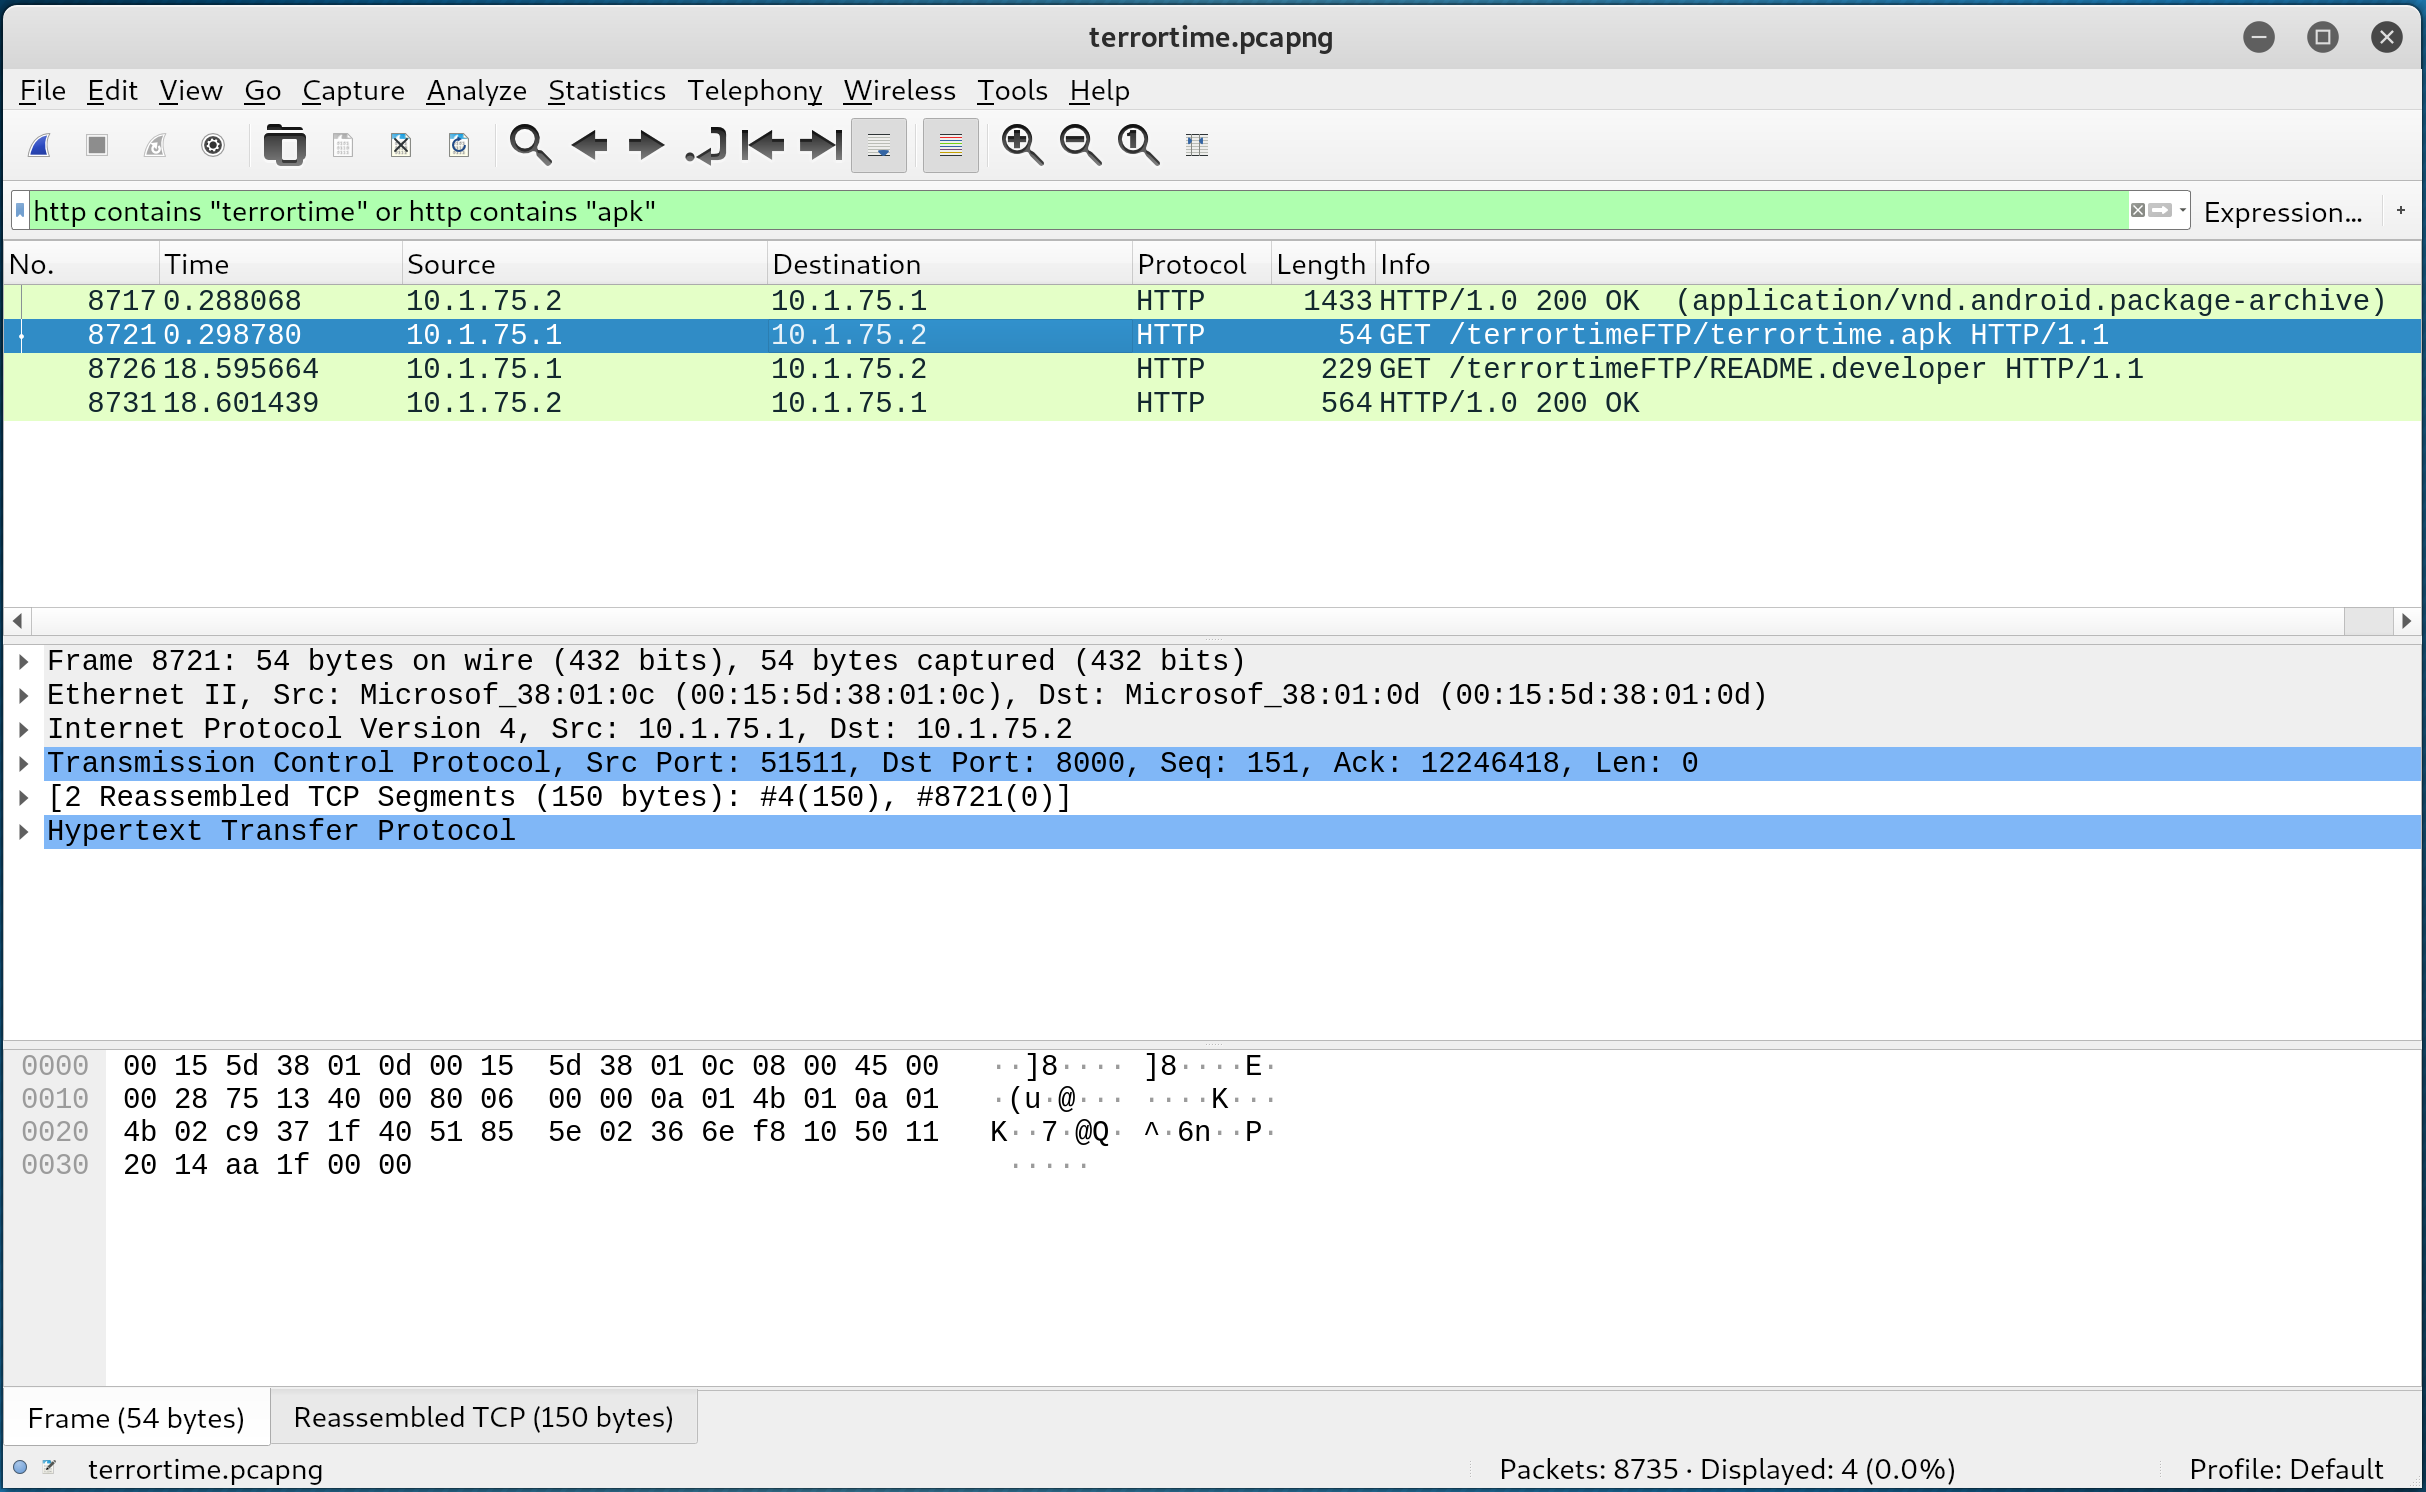 terrortime.pcapng
File Edit View Go Capture Analyze Statistics Telephony Wireless Tools Help
http contains "terrortime" or http contains "apk" Expression... +
No. Time Source Destination Protocol Length Info
8717 0.288068 10.1.75.2 10.1.75.1 HTTP 1433 HTTP/1.0 200 OK (application/vnd.android.package-archive)
8721 0.298780 10.1.75.1 10.1.75.2 HTTP 54 GET /terrortimeFTP/terrortime.apk HTTP/1.1
8726 18.595664 10.1.75.1 10.1.75.2 HTTP 229 GET /terrortimeFTP/README.developer HTTP/1.1
8731 18.601439 10.1.75.2 10.1.75.1 HTTP 564 HTTP/1.0 200 OK
Frame 8721: 54 bytes on wire (432 bits), 54 bytes captured (432 bits)
Ethernet II, Src: Microsof_38:01:0c (00:15:5d:38:01:0c), Dst: Microsof_38:01:0d (00:15:5d:38:01:0d)
Internet Protocol Version 4, Src: 10.1.75.1, Dst: 10.1.75.2
Transmission Control Protocol, Src Port: 51511, Dst Port: 8000, Seq: 151, Ack: 12246418, Len: 0
[2 Reassembled TCP Segments (150 bytes): #4(150), #8721(0)]
Hypertext Transfer Protocol
0000 00 15 5d 38 01 0d 00 15 5d 38 01 0c 08 00 45 00 ··]8···· ]8····E·
0010 00 28 75 13 40 00 80 06 00 00 0a 01 4b 01 0a 01 ·(u·@··· ····K···
0020 4b 02 c9 37 1f 40 51 85 5e 02 36 6e f8 10 50 11 K··7·@Q· ^·6n··P·
0030 20 14 aa 1f 00 00 ·····
Frame (54 bytes) Reassembled TCP (150 bytes)
terrortime.pcapng Packets: 8735 · Displayed: 4 (0.0%) Profile: Default